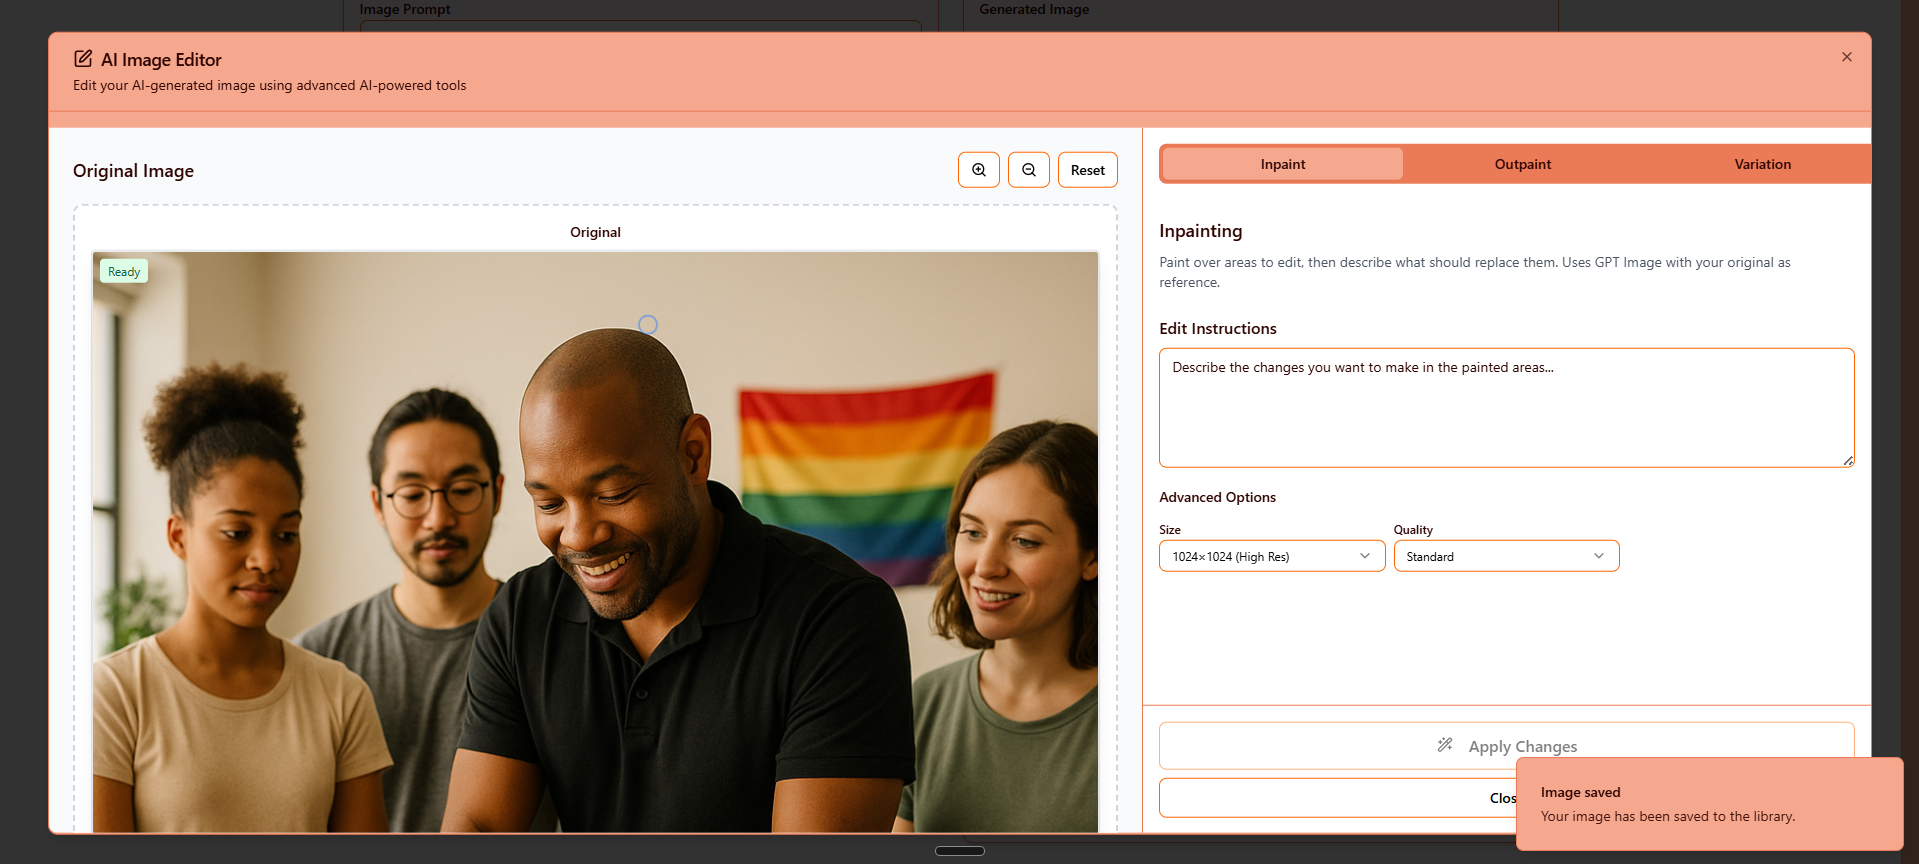 Image Prompt
Generated Image
AI Image Editor
Edit your AI-generated image using advanced AI-powered tools
Original Image
Reset
Original
Ready
Inpaint
Outpaint
Variation
Inpainting
Paint over areas to edit, then describe what should replace them. Uses GPT Image with your original as
reference.
Edit Instructions
Describe the changes you want to make in the painted areas...
Advanced Options
Size
Quality
1024×1024 (High Res)
Standard
Apply Changes
Clos
Image saved
Your image has been saved to the library.